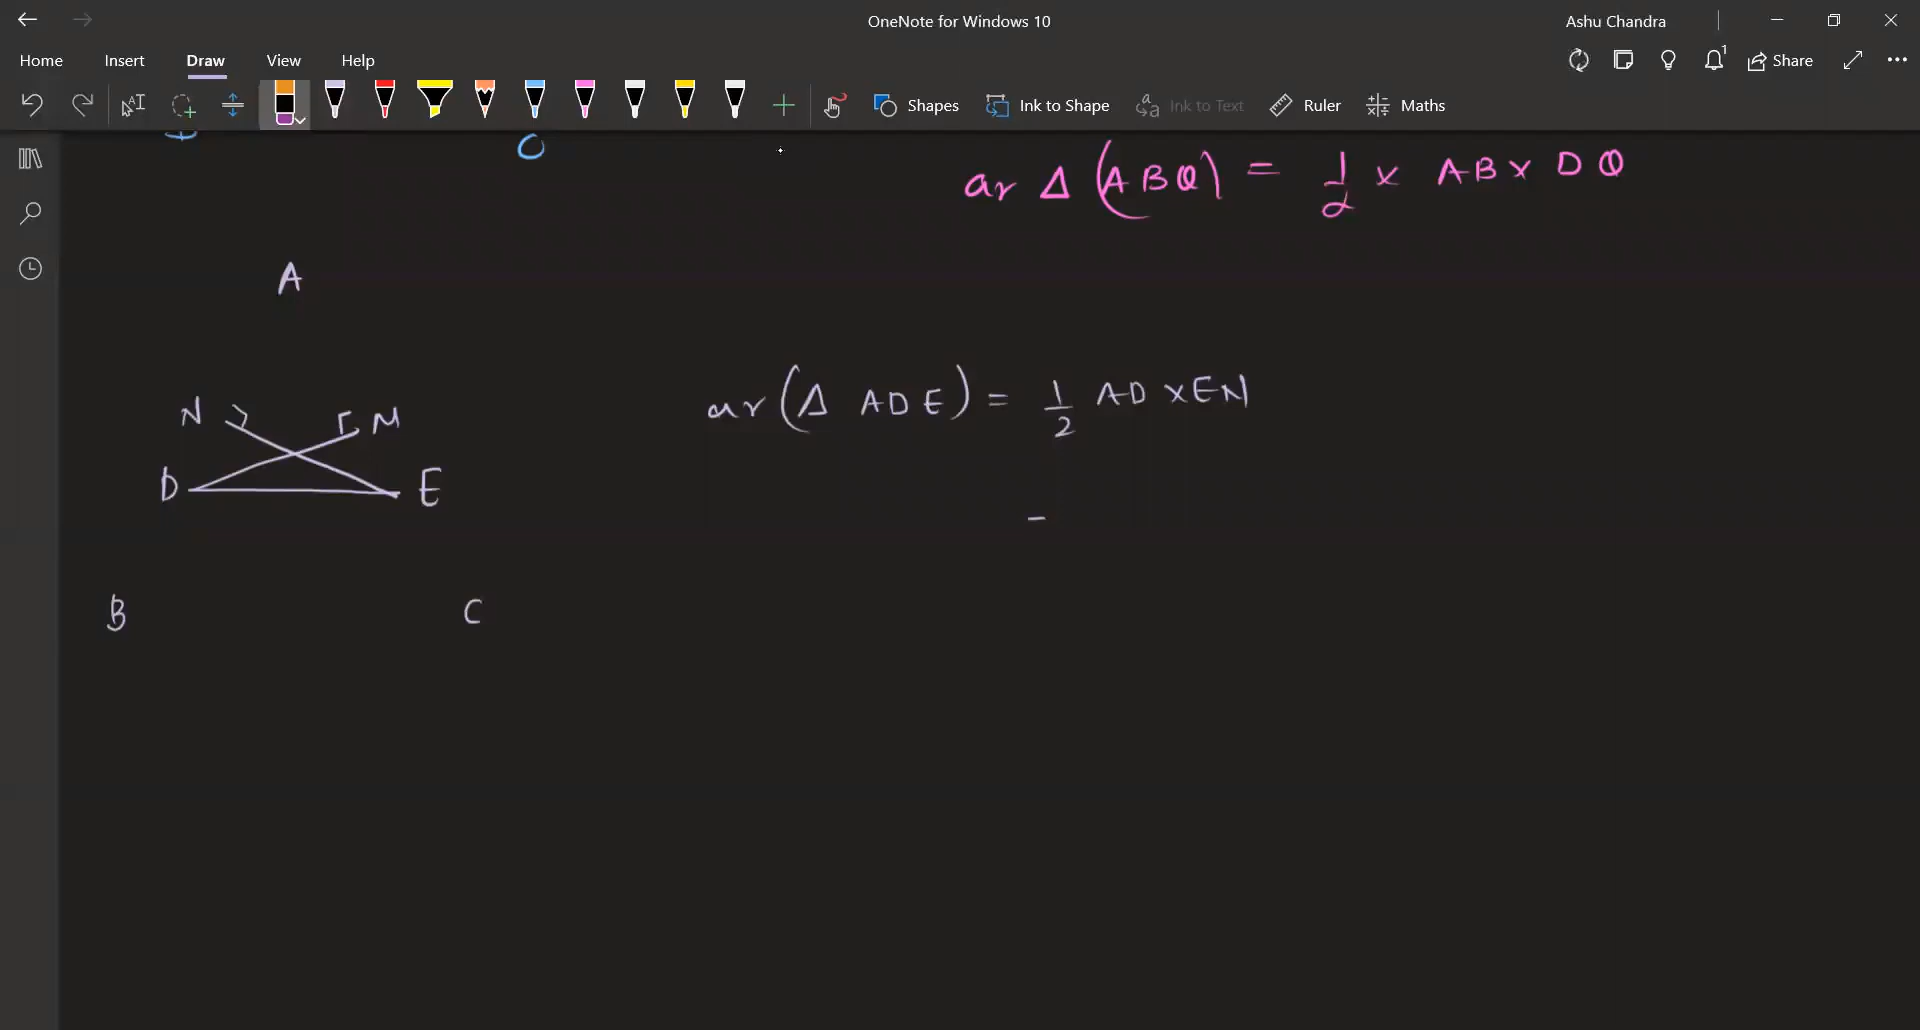 OneNote for Windows 10
Ashu Chandra
Home Insert Draw View Help
1 Share
Shapes Ink to Shape Ink to Text Ruler Maths
ar Δ (ABQ) = 1/2 × AB × DQ
A
N M
D E
B C
ar (Δ ADE) = 1/2 AD × EN